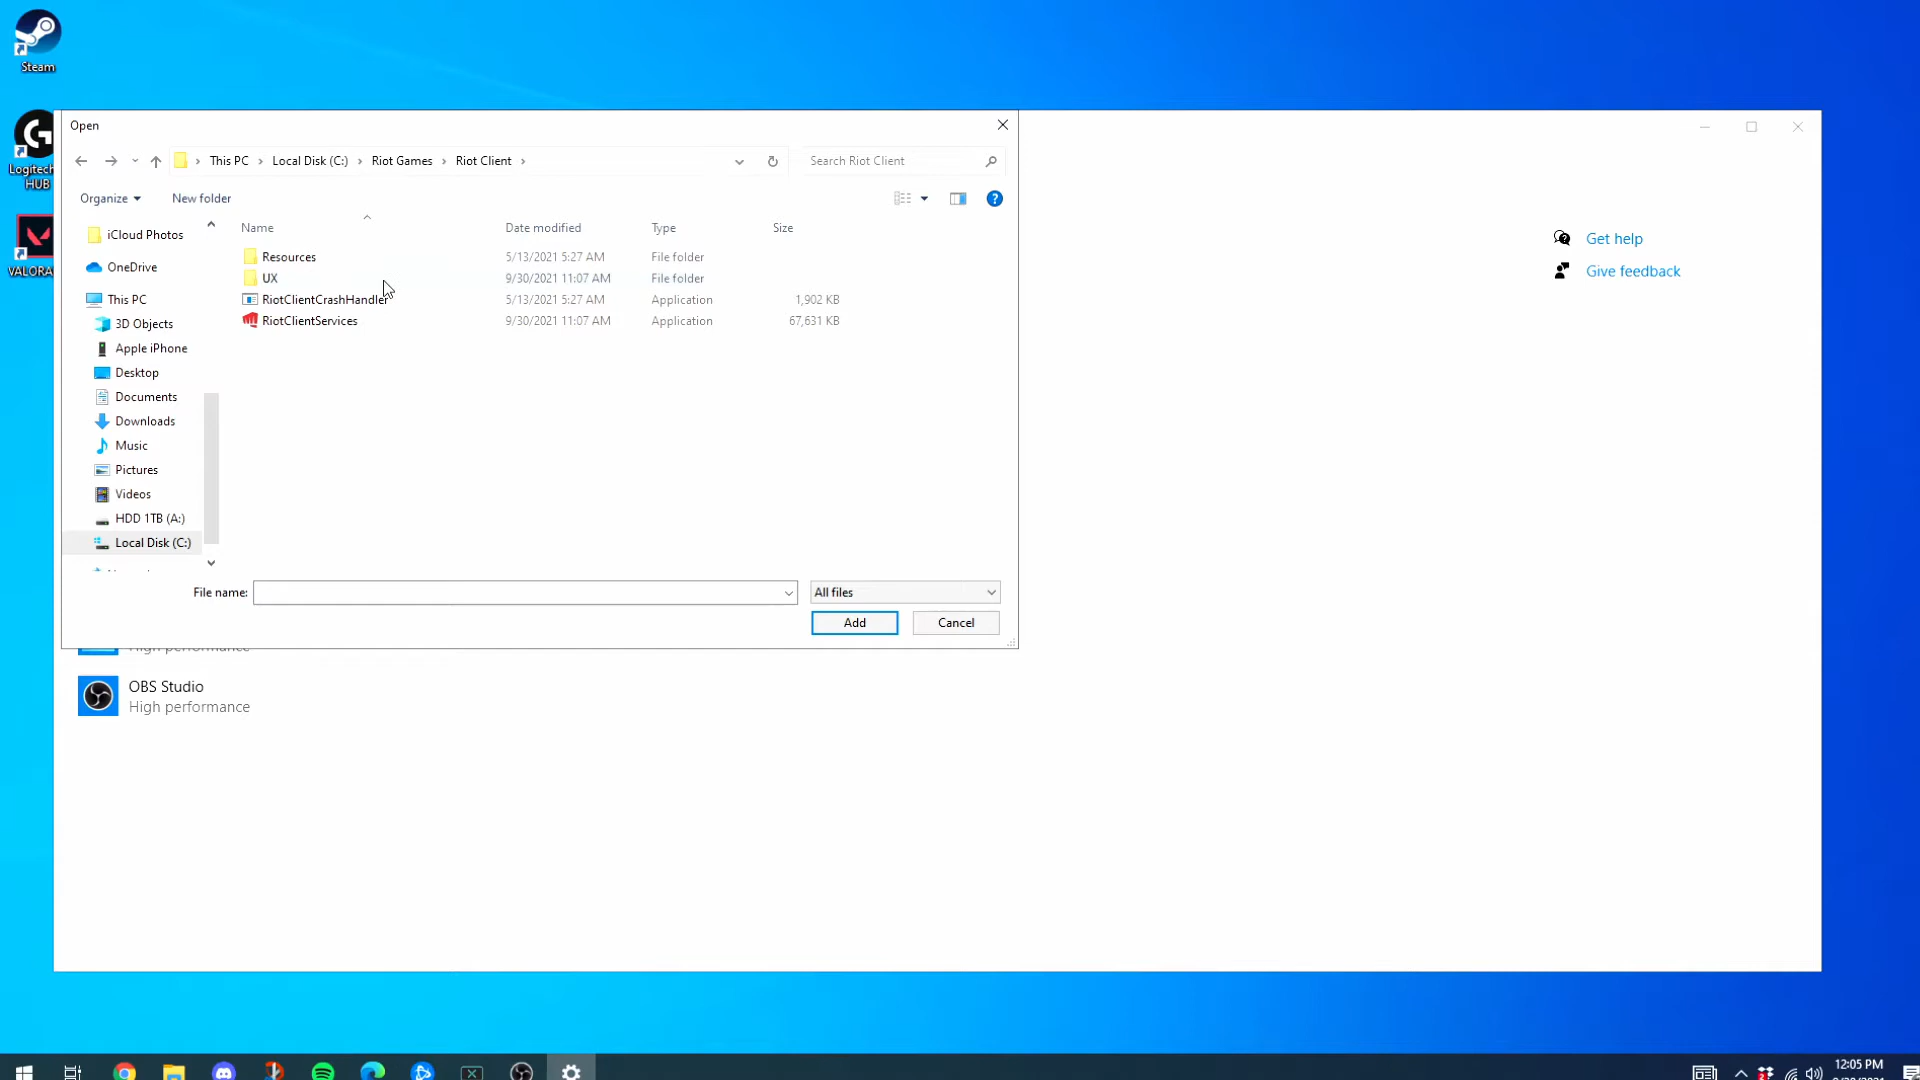 Steam
Logitech
HUB
VALORA
Open
This PC > Local Disk (C:) > Riot Games > Riot Client >
Search Riot Client
Organize
New folder
Name
Date modified
Type
Size
iCloud Photos
OneDrive
This PC
3D Objects
Apple iPhone
Desktop
Documents
Downloads
Music
Pictures
Videos
HDD 1TB (A:)
Local Disk (C:)
Resources 5/13/2021 5:27 AM File folder
UX 9/30/2021 11:07 AM File folder
RiotClientCrashHandler 5/13/2021 5:27 AM Application 1,902 KB
RiotClientServices 9/30/2021 11:07 AM Application 67,631 KB
File name:
All files
Add
Cancel
Get help
Give feedback
High performance
OBS Studio
High performance
12:05 PM